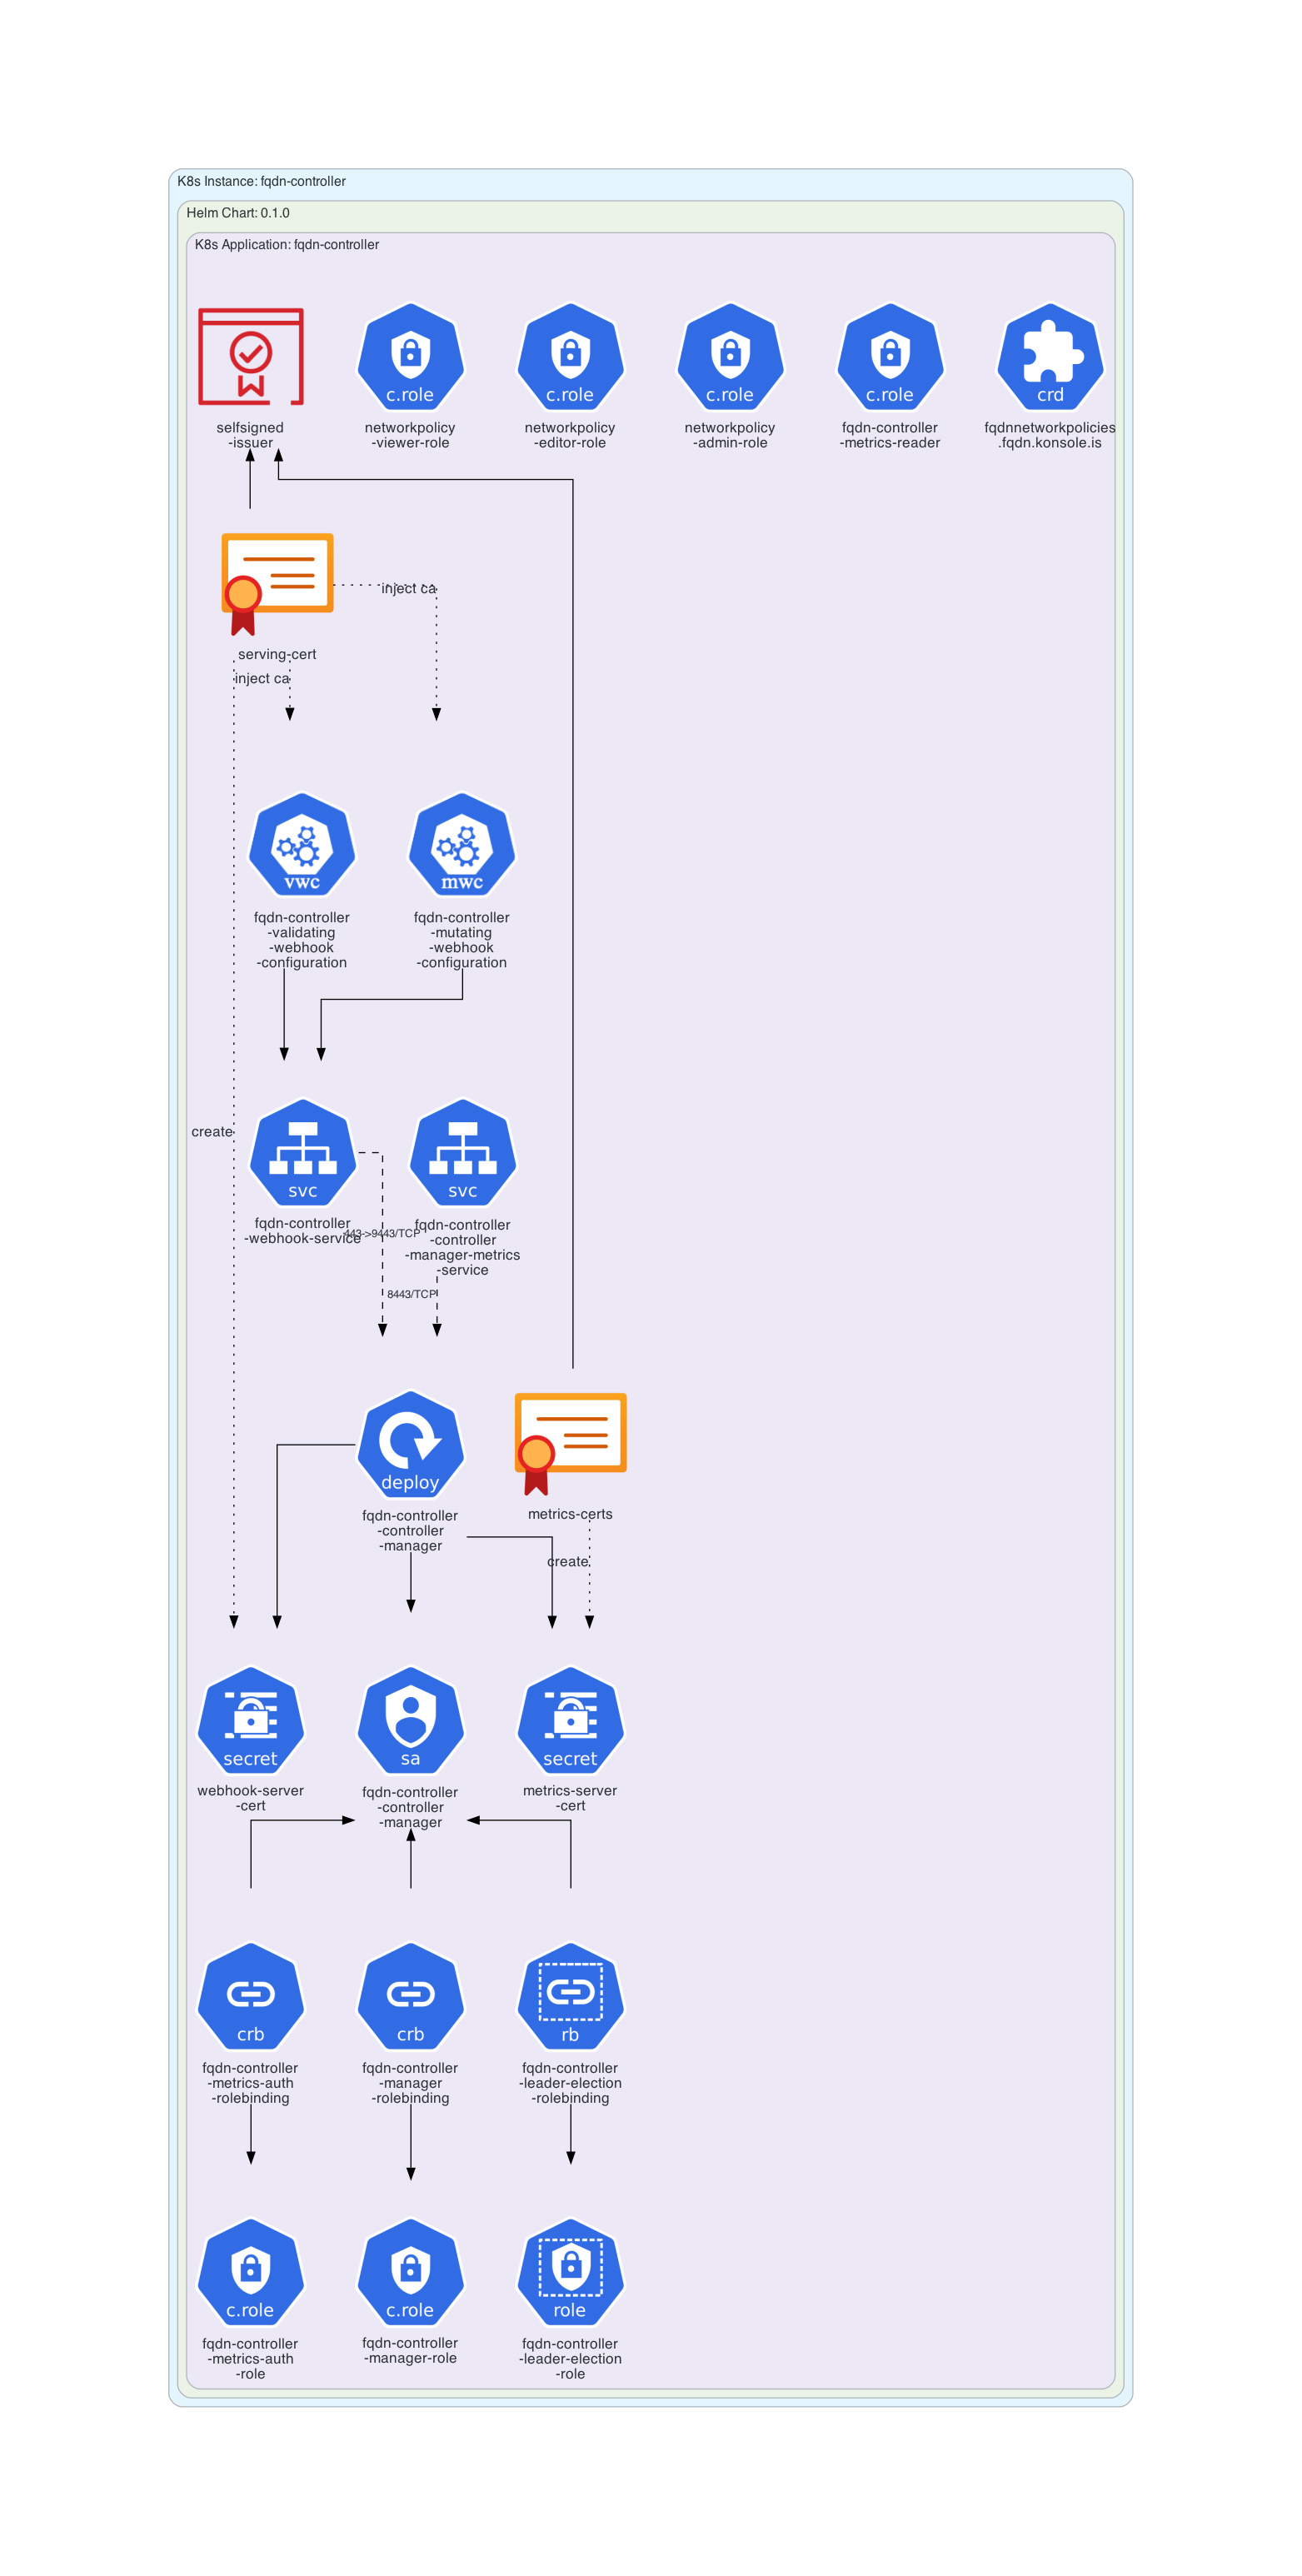 K8s Instance: fqdn-controller
Helm Chart: 0.1.0
K8s Application: fqdn-controller
c.role
c.role
c.role
c.role
crd
selfsigned
-issuer
networkpolicy
-viewer-role
networkpolicy
-editor-role
networkpolicy
-admin-role
fqdn-controller
-metrics-reader
fqdnnetworkpolicies
.fqdn.konsole.is
inject ca
serving-cert
inject ca
vwc
mwc
fqdn-controller
-validating
-webhook
-configuration
fqdn-controller
-mutating
-webhook
-configuration
create
svc
svc
fqdn-controller
-webhook-service
443->9443/TCP
fqdn-controller
-controller
-manager-metrics
-service
8443/TCP
deploy
fqdn-controller
-controller
-manager
metrics-certs
create
secret
sa
secret
webhook-server
-cert
fqdn-controller
-controller
-manager
metrics-server
-cert
crb
crb
rb
fqdn-controller
-metrics-auth
-rolebinding
fqdn-controller
-manager
-rolebinding
fqdn-controller
-leader-election
-rolebinding
c.role
c.role
role
fqdn-controller
-metrics-auth
-role
fqdn-controller
-manager-role
fqdn-controller
-leader-election
-role